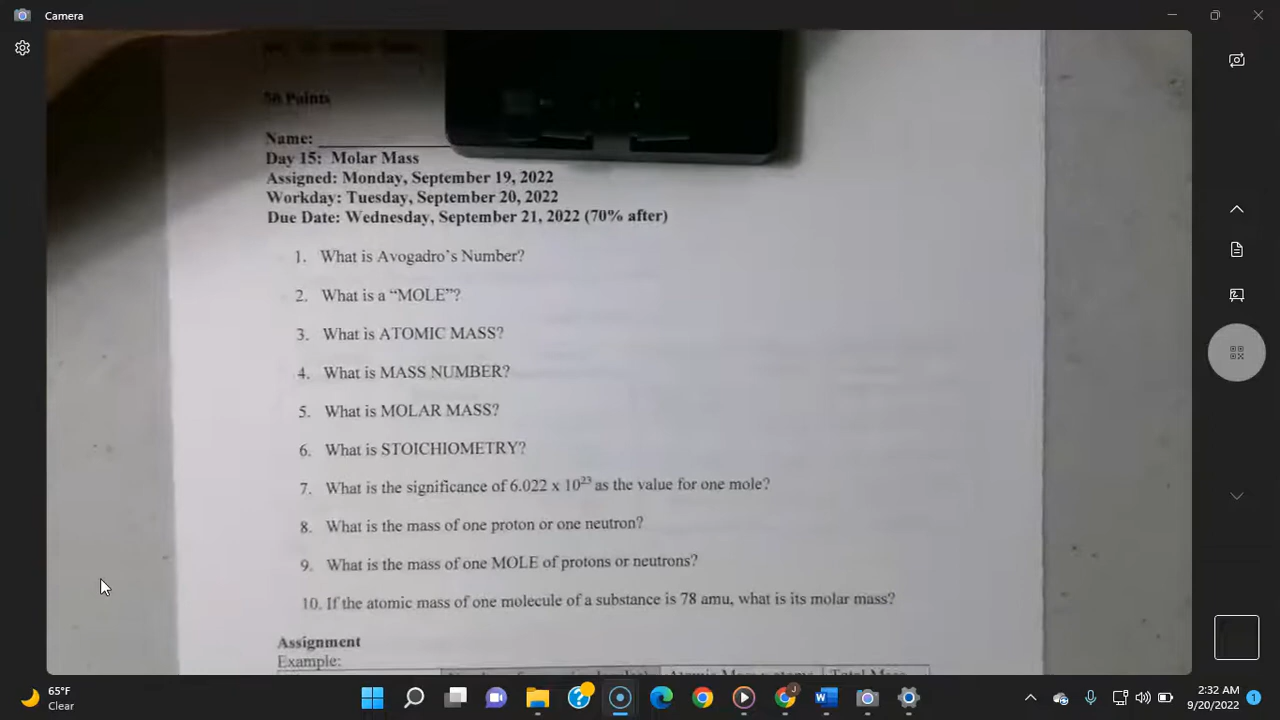 Camera
50 Points
Name:
Day 15: Molar Mass
Assigned: Monday, September 19, 2022
Workday: Tuesday, September 20, 2022
Due Date: Wednesday, September 21, 2022 (70% after)
1. What is Avogadro's Number?
2. What is a “MOLE”?
3. What is ATOMIC MASS?
4. What is MASS NUMBER?
5. What is MOLAR MASS?
6. What is STOICHIOMETRY?
7. What is the significance of 6.022 x 10²³ as the value for one mole?
8. What is the mass of one proton or one neutron?
9. What is the mass of one MOLE of protons or neutrons?
10. If the atomic mass of one molecule of a substance is 78 amu, what is its molar mass?
Assignment
Example:
Total Mass
65°F
Clear
2:32 AM
9/20/2022